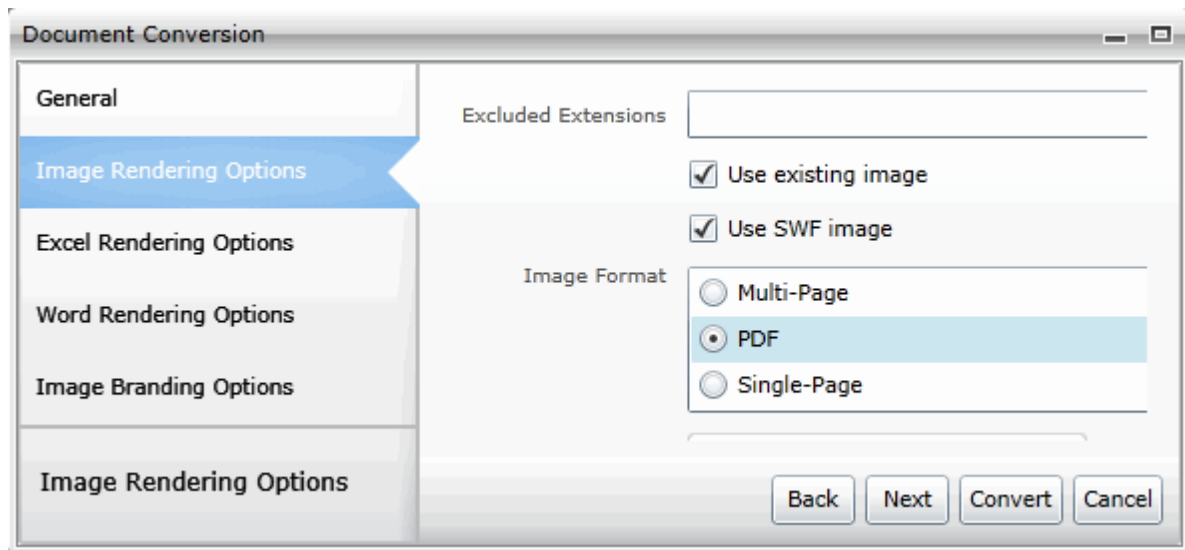 Document Conversion
General
Image Rendering Options
Excel Rendering Options
Word Rendering Options
Image Branding Options
Image Rendering Options
Excluded Extensions
Use existing image
Use SWF image
Image Format
Multi-Page
PDF
Single-Page
Back Next Convert Cancel